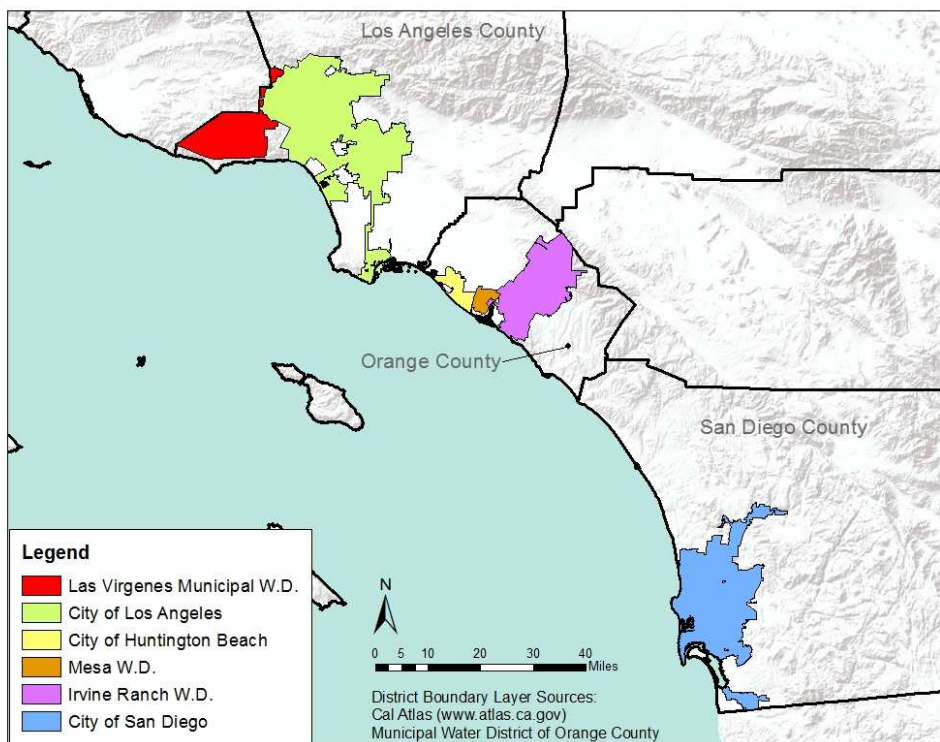 Los Angeles County
Orange County
San Diego County
Legend
Las Virgenes Municipal W.D.
City of Los Angeles
City of Huntington Beach
Mesa W.D.
Irvine Ranch W.D.
City of San Diego
N
0 5 10 20 30 40
Miles
District Boundary Layer Sources:
Cal Atlas (www.atlas.ca.gov)
Municipal Water District of Orange County